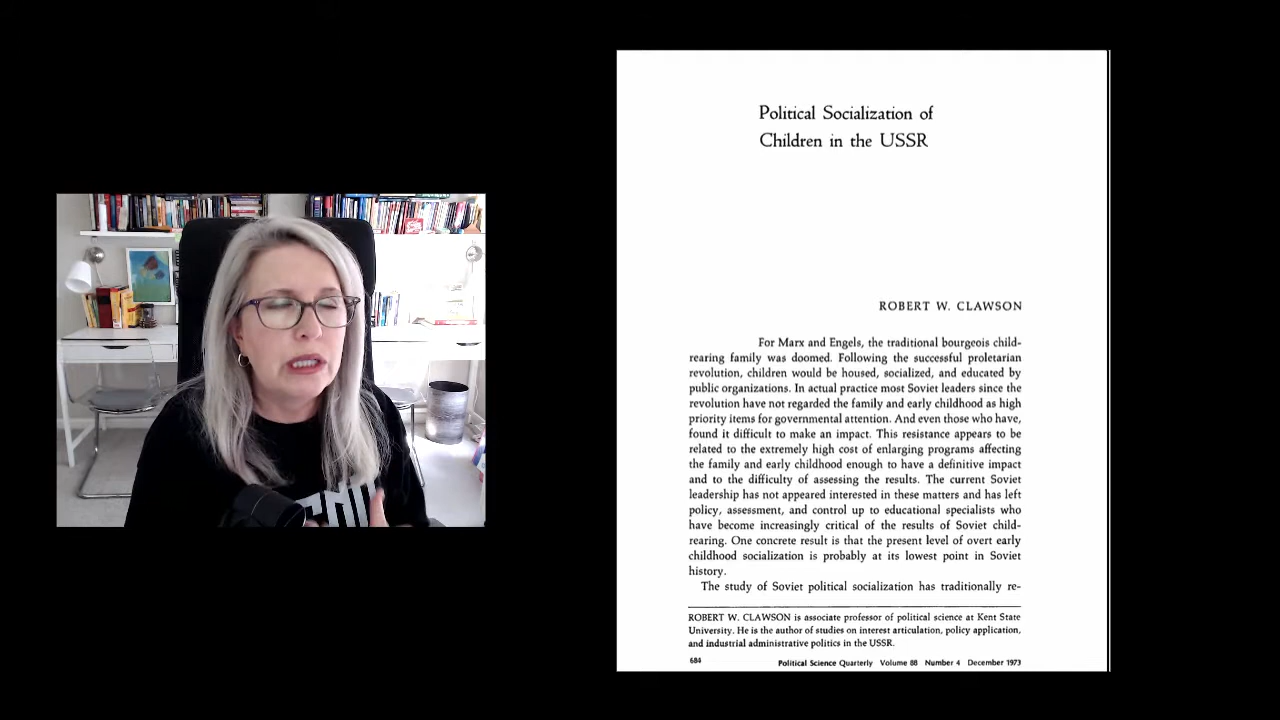 Political Socialization of
Children in the USSR
ROBERT W. CLAWSON
For Marx and Engels, the traditional bourgeois child-
rearing family was doomed. Following the successful proletarian
revolution, children would be housed, socialized, and educated by
public organizations. In actual practice most Soviet leaders since the
revolution have not regarded the family and early childhood as high
priority items for governmental attention. And even those who have,
found it difficult to make an impact. This resistance appears to be
related to the extremely high cost of enlarging programs affecting
the family and early childhood enough to have a definitive impact
and to the difficulty of assessing the results. The current Soviet
leadership has not appeared interested in these matters and has left
policy, assessment, and control up to educational specialists who
have become increasingly critical of the results of Soviet child-
rearing. One concrete result is that the present level of overt early
childhood socialization is probably at its lowest point in Soviet
history.
The study of Soviet political socialization has traditionally re-
ROBERT W. CLAWSON is associate professor of political science at Kent State
University. He is the author of studies on interest articulation, policy application,
and industrial administrative politics in the USSR.
684 Political Science Quarterly Volume 88 Number 4 December 1973